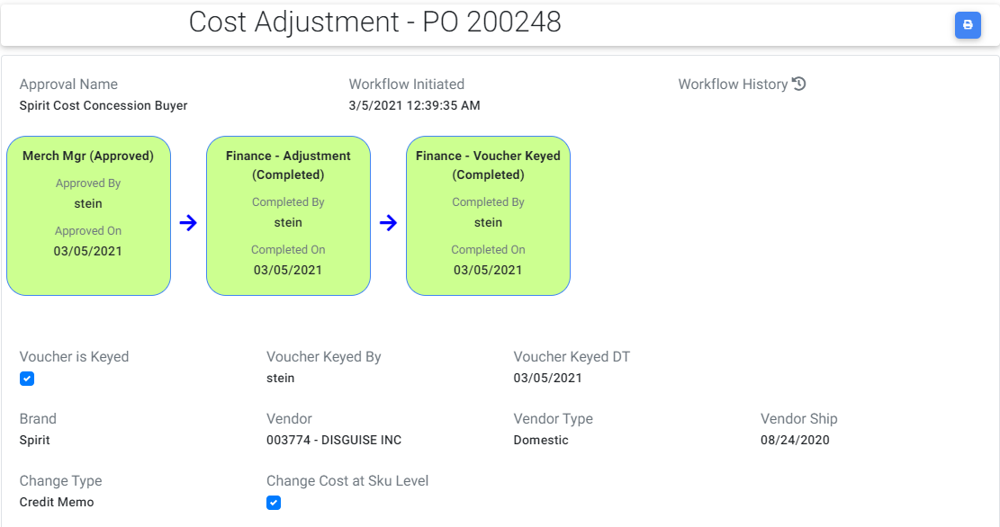 Cost Adjustment - PO 200248
Approval Name
Workflow Initiated
Workflow History
Spirit Cost Concession Buyer
3/5/2021 12:39:35 AM
Merch Mgr (Approved)
Approved By
stein
Approved On
03/05/2021
Finance - Adjustment
(Completed)
Completed By
stein
Completed On
03/05/2021
Finance - Voucher Keyed
(Completed)
Completed By
stein
Completed On
03/05/2021
Voucher is Keyed
Voucher Keyed By
Voucher Keyed DT
stein
03/05/2021
Brand
Vendor
Vendor Type
Vendor Ship
Spirit
003774 - DISGUISE INC
Domestic
08/24/2020
Change Type
Change Cost at Sku Level
Credit Memo